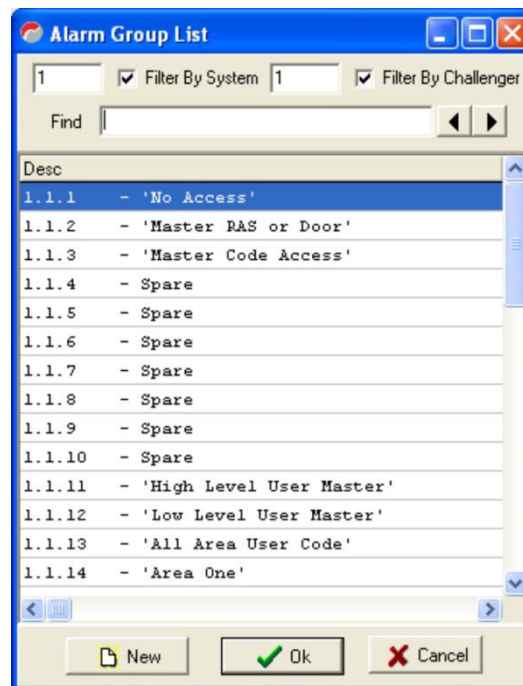 Alarm Group List
1 Filter By System 1 Filter By Challenger
Find
Desc
1.1.1 - 'No Access'
1.1.2 - 'Master RAS or Door'
1.1.3 - 'Master Code Access'
1.1.4 - Spare
1.1.5 - Spare
1.1.6 - Spare
1.1.7 - Spare
1.1.8 - Spare
1.1.9 - Spare
1.1.10 - Spare
1.1.11 - 'High Level User Master'
1.1.12 - 'Low Level User Master'
1.1.13 - 'All Area User Code'
1.1.14 - 'Area One'
New Ok Cancel